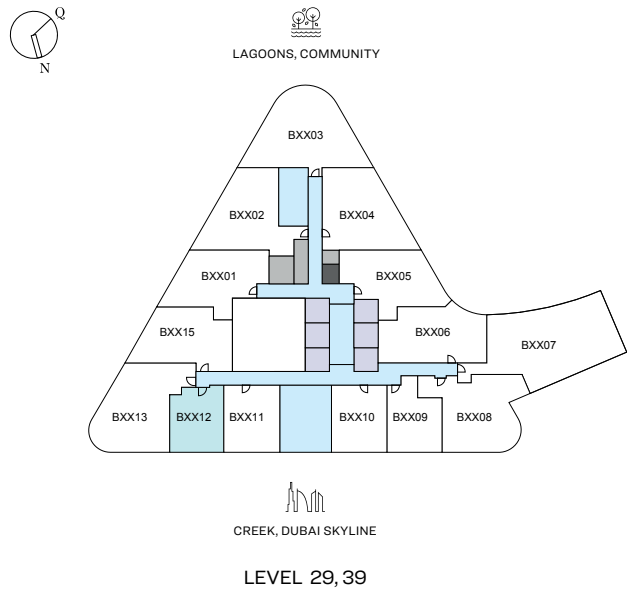 Q
N
LAGOONS, COMMUNITY
BXX03
BXX02
BXX04
BXX01
BXX05
BXX15
BXX06
BXX07
BXX13
BXX12
BXX11
BXX10
BXX09
BXX08
CREEK, DUBAI SKYLINE
LEVEL 29, 39